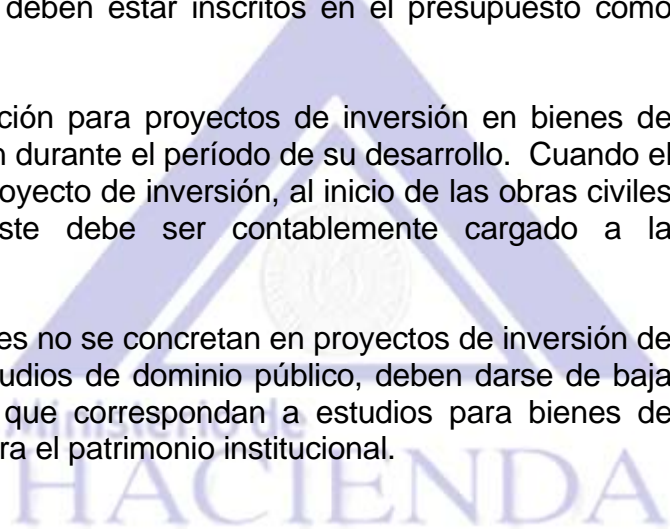 deben estar inscritos en el presupuesto como
ción para proyectos de inversión en bienes de
n durante el período de su desarrollo. Cuando el
royecto de inversión, al inicio de las obras civiles
ste debe ser contablemente cargado a la
es no se concretan en proyectos de inversión de
udios de dominio público, deben darse de baja
que correspondan a estudios para bienes de
ra el patrimonio institucional.
Ministerio de
HACIENDA